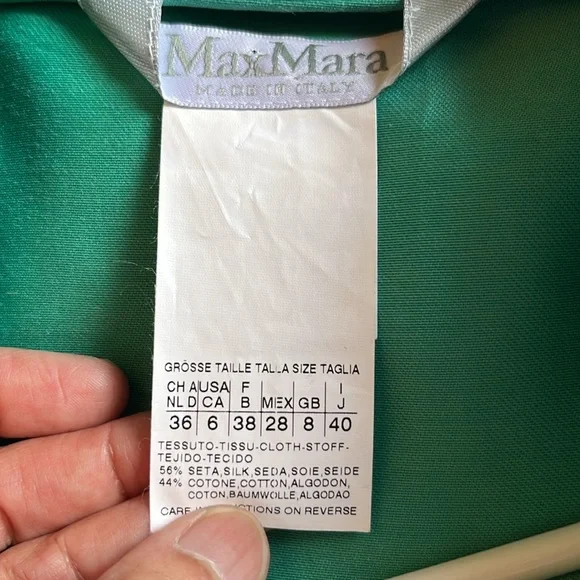 MaxMara
MADE IN ITALY
GRÖSSE TAILLE TALLA SIZE TAGLIA
CH A USA F I
NL D CA B MEX GB J
36 6 38 28 8 40
TESSUTO-TISSU-CLOTH-STOFF-
TEJIDO-TECIDO
56% SETA,SILK,SEDA,SOIE,SEIDE
44% COTONE,COTTON,ALGODON,
COTON,BAUMWOLLE,ALGODAO
CARE ON REVERSE